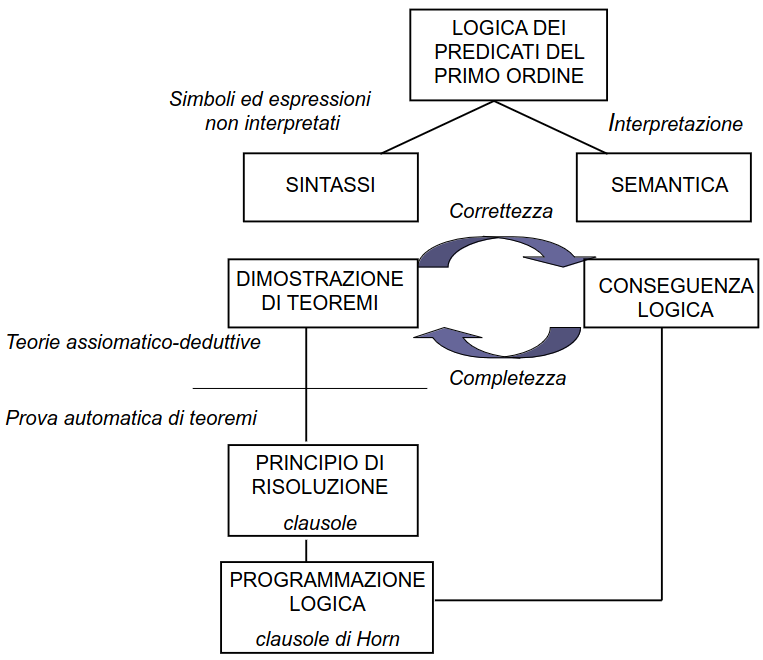 LOGICA DEI
PREDICATI DEL
PRIMO ORDINE
Simboli ed espressioni
non interpretati
Interpretazione
SINTASSI
SEMANTICA
Correttezza
DIMOSTRAZIONE
DI TEOREMI
CONSEGUENZA
LOGICA
Teorie assiomatico-deduttive
Completezza
Prova automatica di teoremi
PRINCIPIO DI
RISOLUZIONE
clausole
PROGRAMMAZIONE
LOGICA
clausole di Horn